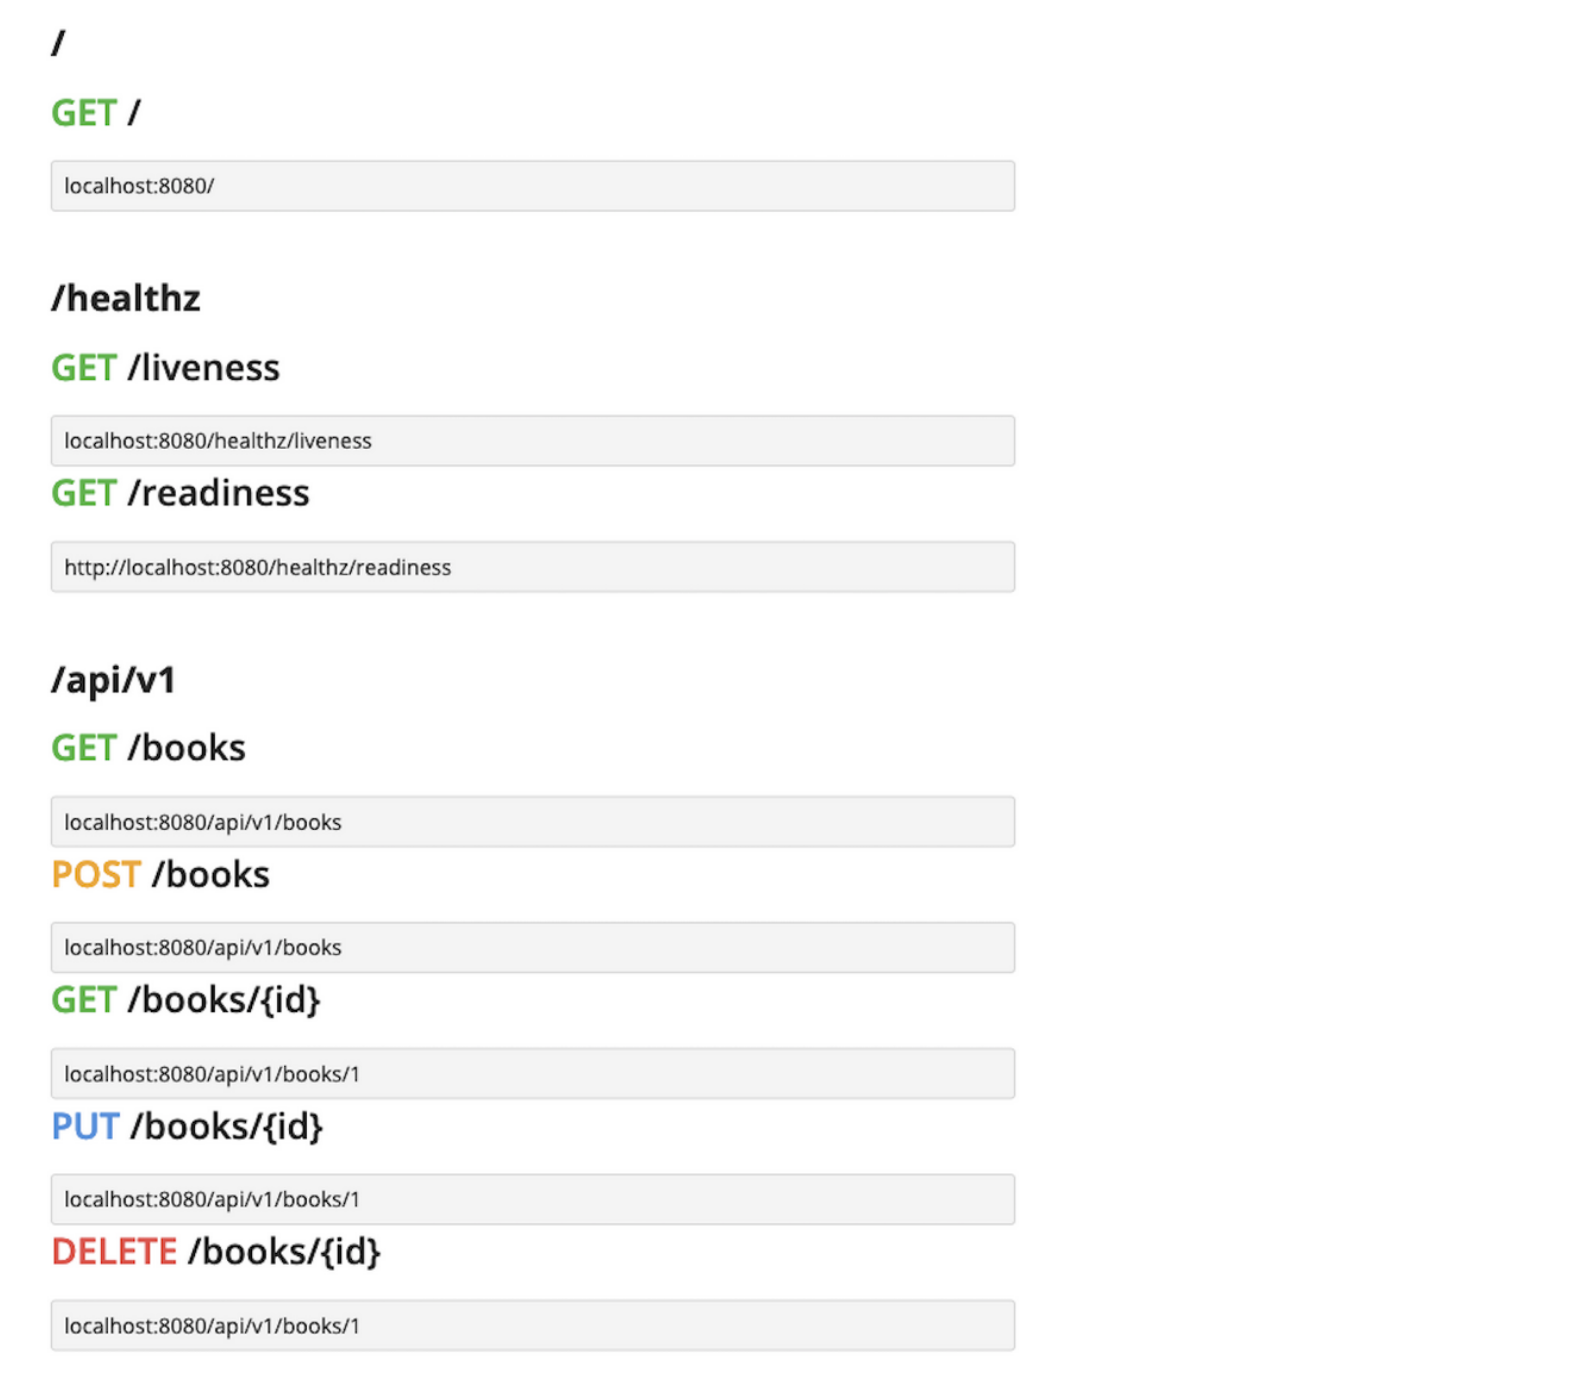 /
GET /
localhost:8080/
/healthz
GET /liveness
localhost:8080/healthz/liveness
GET /readiness
http://localhost:8080/healthz/readiness
/api/v1
GET /books
localhost:8080/api/v1/books
POST /books
localhost:8080/api/v1/books
GET /books/{id}
localhost:8080/api/v1/books/1
PUT /books/{id}
localhost:8080/api/v1/books/1
DELETE /books/{id}
localhost:8080/api/v1/books/1